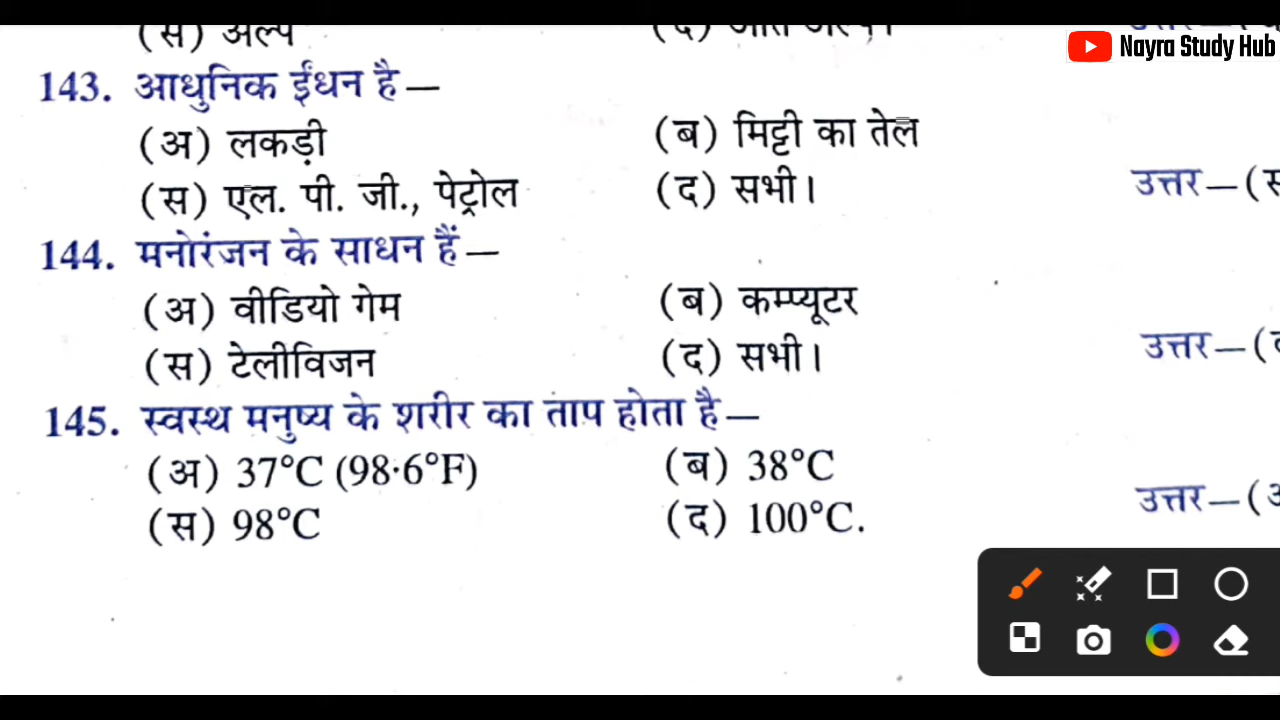 (स) अल्प
Nayra Study Hub
143. आधुनिक ईंधन है—
(अ) लकड़ी (ब) मिट्टी का तेल
(स) एल. पी. जी., पेट्रोल (द) सभी। उत्तर—(स
144. मनोरंजन के साधन हैं—
(अ) वीडियो गेम (ब) कम्प्यूटर
(स) टेलीविजन (द) सभी। उत्तर—(
145. स्वस्थ मनुष्य के शरीर का ताप होता है—
(अ) 37°C (98·6°F) (ब) 38°C
(स) 98°C (द) 100°C. उत्तर—(